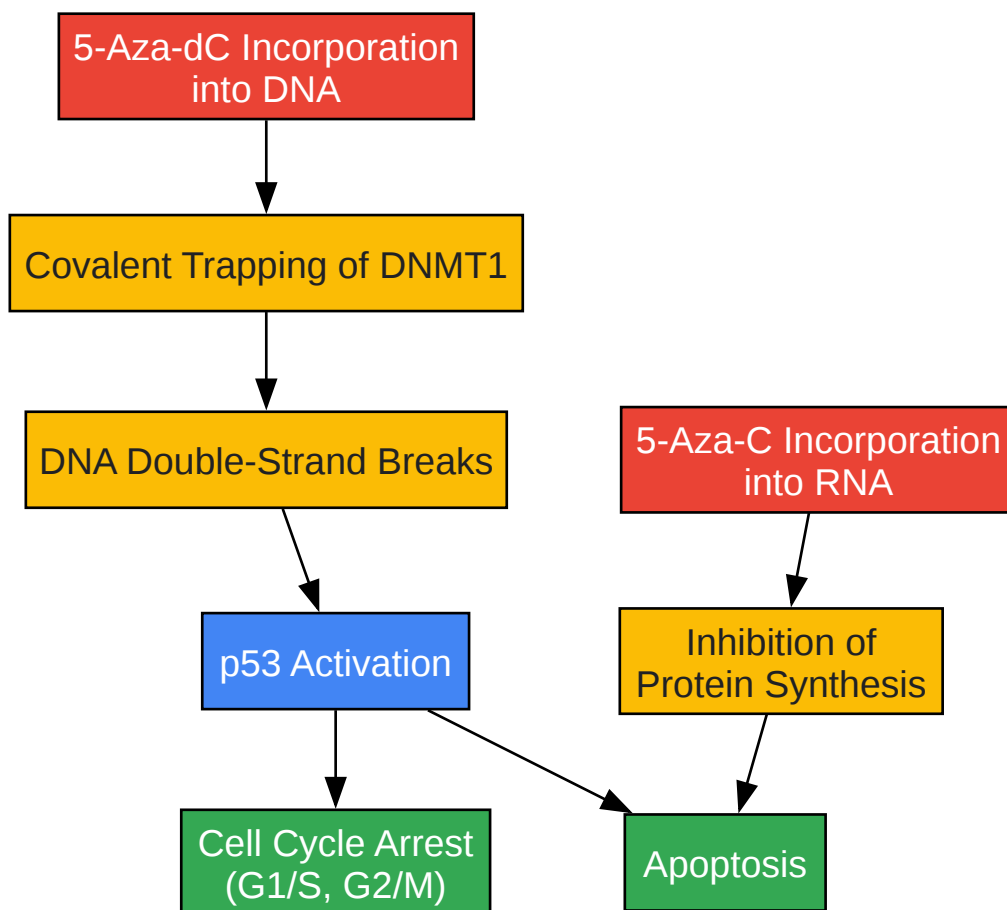 5-Aza-dC Incorporation
into DNA
Covalent Trapping of DNMT1
DNA Double-Strand Breaks
5-Aza-C Incorporation
into RNA
p53 Activation
Inhibition of
Protein Synthesis
Cell Cycle Arrest
(G1/S, G2/M)
Apoptosis